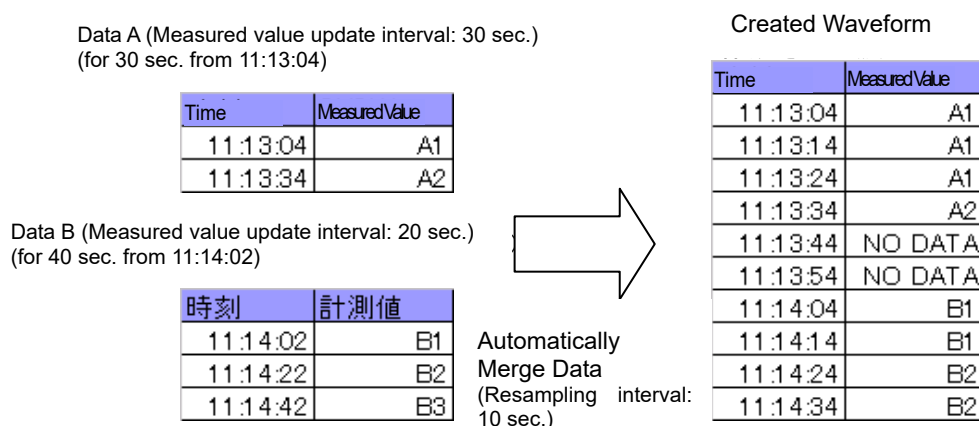 Data A (Measured value update interval: 30 sec.)
(for 30 sec. from 11:13:04)
Time MeasuredValue
11:13:04 A1
11:13:34 A2
Data B (Measured value update interval: 20 sec.)
(for 40 sec. from 11:14:02)
時刻 計測値
11:14:02 B1
11:14:22 B2
11:14:42 B3
Automatically
Merge Data
(Resampling interval:
10 sec.)
Created Waveform
Time MeasuredValue
11:13:04 A1
11:13:14 A1
11:13:24 A1
11:13:34 A2
11:13:44 NO DATA
11:13:54 NO DATA
11:14:04 B1
11:14:14 B1
11:14:24 B2
11:14:34 B2